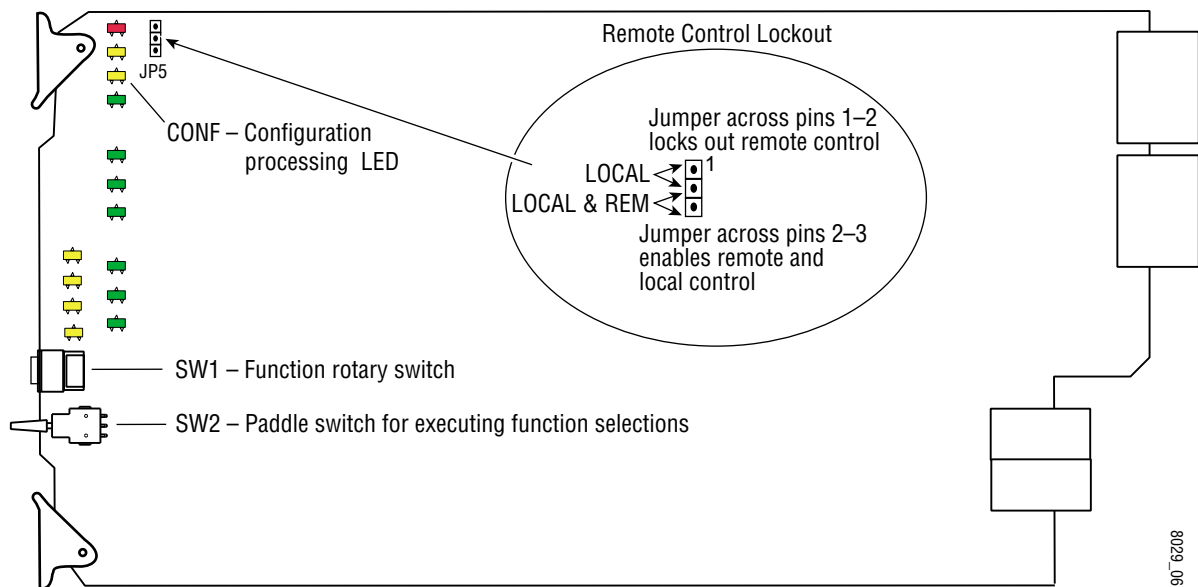 Remote Control Lockout
JP5
CONF – Configuration
processing LED
Jumper across pins 1–2
locks out remote control
1
LOCAL
LOCAL & REM
Jumper across pins 2–3
enables remote and
local control
SW1 – Function rotary switch
SW2 – Paddle switch for executing function selections
8029_06